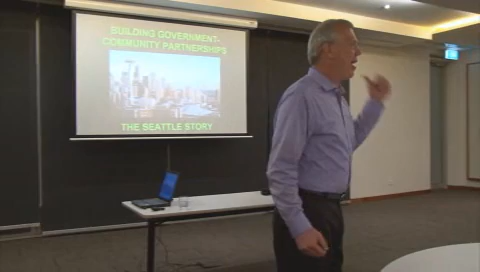 BUILDING GOVERNMENT-
COMMUNITY PARTNERSHIPS
THE SEATTLE STORY